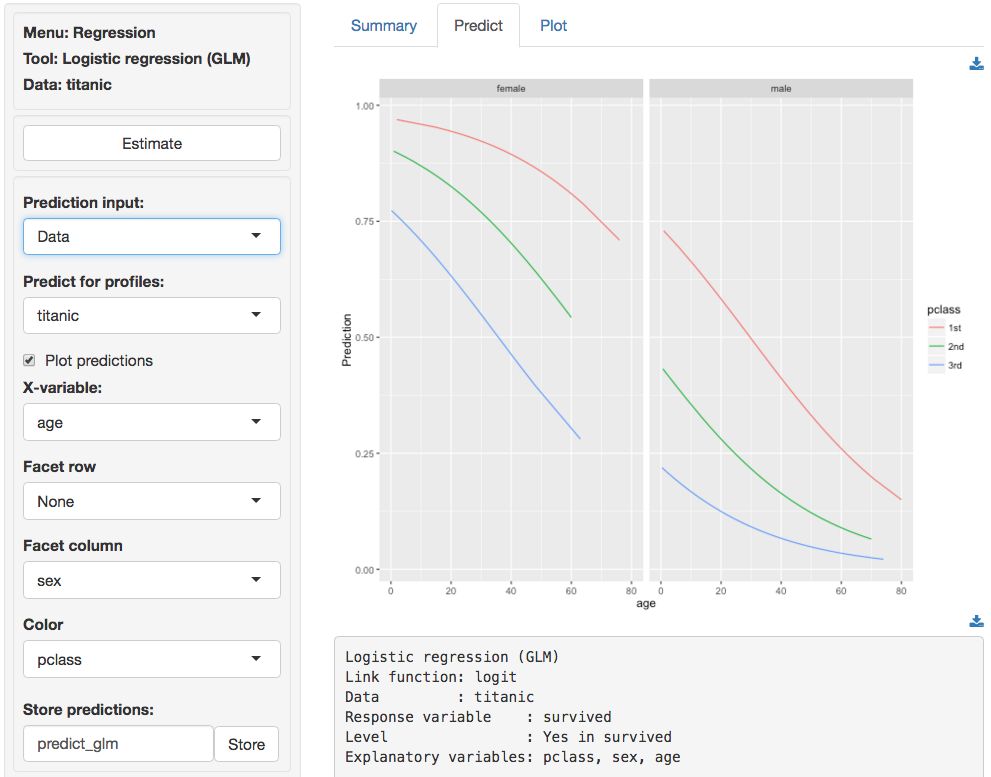 Menu: Regression
Tool: Logistic regression (GLM)
Data: titanic
Estimate
Prediction input:
Data
Predict for profiles:
titanic
Plot predictions
X-variable:
age
Facet row
None
Facet column
sex
Color
pclass
Store predictions:
predict_glm
Store
Summary
Predict
Plot
female
male
1.00
0.75
0.50
0.25
0.00
Prediction
0 20 40 60 80
0 20 40 60 80
age
pclass
1st
2nd
3rd
Logistic regression (GLM)
Link function: logit
Data         : titanic
Response variable    : survived
Level                : Yes in survived
Explanatory variables: pclass, sex, age